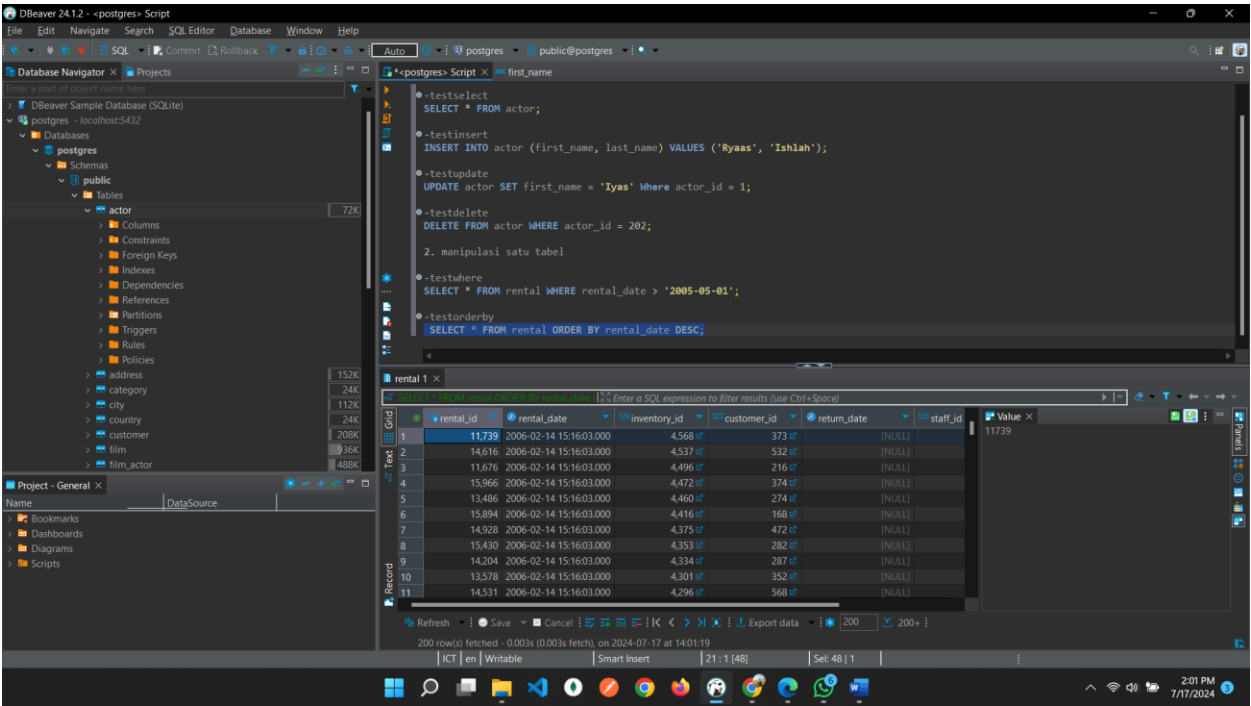 DBeaver 24.1.2 - <postgres> Script
File Edit Navigate Search SQL Editor Database Window Help
SQL Commit Rollback Auto postgres public@postgres
Database Navigator Projects
Enter a part of object name here
DBeaver Sample Database (SQLite)
postgres - localhost:5432
Databases
postgres
Schemas
public
Tables
actor 72K
Columns
Constraints
Foreign Keys
Indexes
Dependencies
References
Partitions
Triggers
Rules
Policies
address 152K
category 24K
city 112K
country 24K
customer 208K
film 936K
film_actor 488K
Project - General
Name DataSource
Bookmarks
Dashboards
Diagrams
Scripts
*<postgres> Script first_name
-testselect
SELECT * FROM actor;
-testinsert
INSERT INTO actor (first_name, last_name) VALUES ('Ryaas', 'Ishlah');
-testupdate
UPDATE actor SET first_name = 'Iyas' Where actor_id = 1;
-testdelete
DELETE FROM actor WHERE actor_id = 202;
2. manipulasi satu tabel
-testwhere
SELECT * FROM rental WHERE rental_date > '2005-05-01';
-testorderby
SELECT * FROM rental ORDER BY rental_date DESC;
rental 1
SELECT * FROM rental ORDER BY rental_date Enter a SQL expression to filter results (use Ctrl+Space)
Grid
Text
Record
rental_id rental_date inventory_id customer_id return_date staff_id
1 11,739 2006-02-14 15:16:03.000 4,568 373 [NULL]
2 14,616 2006-02-14 15:16:03.000 4,537 532 [NULL]
3 11,676 2006-02-14 15:16:03.000 4,496 216 [NULL]
4 15,966 2006-02-14 15:16:03.000 4,472 374 [NULL]
5 13,486 2006-02-14 15:16:03.000 4,460 274 [NULL]
6 15,894 2006-02-14 15:16:03.000 4,416 168 [NULL]
7 14,928 2006-02-14 15:16:03.000 4,375 472 [NULL]
8 15,430 2006-02-14 15:16:03.000 4,353 282 [NULL]
9 14,204 2006-02-14 15:16:03.000 4,334 287 [NULL]
10 13,578 2006-02-14 15:16:03.000 4,301 352 [NULL]
11 14,531 2006-02-14 15:16:03.000 4,296 568 [NULL]
Value
11739
Panels
Refresh Save Cancel Export data 200 200+
200 row(s) fetched - 0.003s (0.003s fetch), on 2024-07-17 at 14:01:19
ICT en Writable Smart Insert 21 : 1 [48] Sel: 48 | 1
2:01 PM
7/17/2024
3